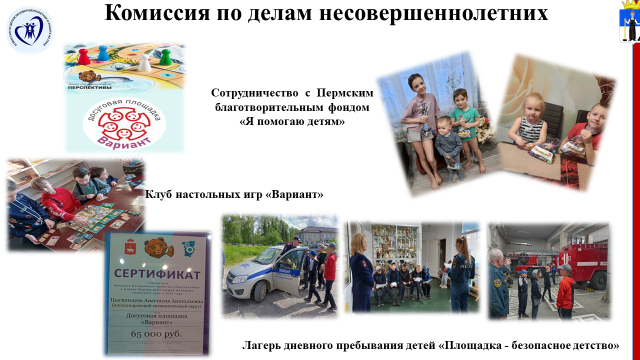 Комиссия по делам несовершеннолетних
Сотрудничество с Пермским
благотворительным фондом
«Я помогаю детям»
ПЕРСПЕКТИВЫ
досуговая площадка
Вариант
Клуб настольных игр «Вариант»
СЕРТИФИКАТ
Досуговая площадка
«Вариант»
65 000 руб.
Лагерь дневного пребывания детей «Площадка - безопасное детство»